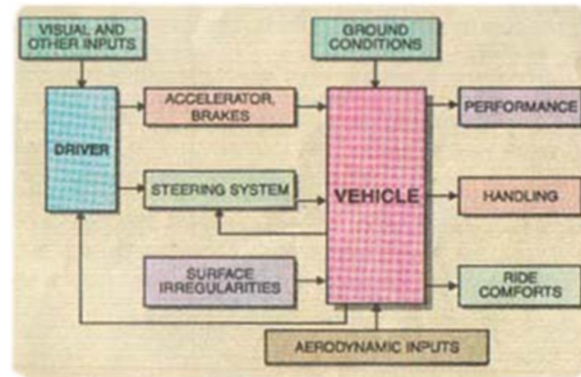 VISUAL AND
OTHER INPUTS
GROUND
CONDITIONS
DRIVER
ACCELERATOR,
BRAKES
STEERING SYSTEM
SURFACE
IRREGULARITIES
VEHICLE
PERFORMANCE
HANDLING
RIDE
COMFORTS
AERODYNAMIC INPUTS